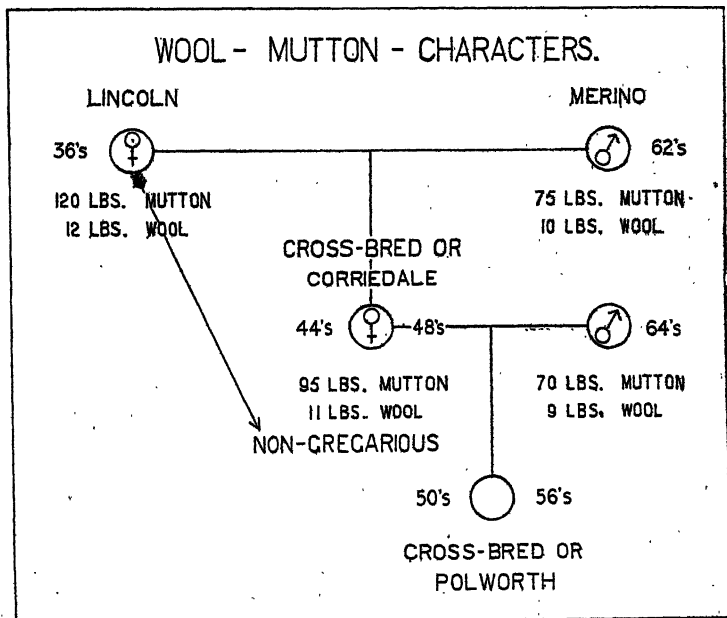 WOOL - MUTTON - CHARACTERS.
LINCOLN
MERINO
36's
62's
120 LBS. MUTTON
12 LBS. WOOL
75 LBS. MUTTON
10 LBS. WOOL
CROSS-BRED OR
CORRIEDALE
44's
48's
64's
95 LBS. MUTTON
11 LBS. WOOL
70 LBS. MUTTON
9 LBS. WOOL
NON-GREGARIOUS
50's
56's
CROSS-BRED OR
POLWORTH